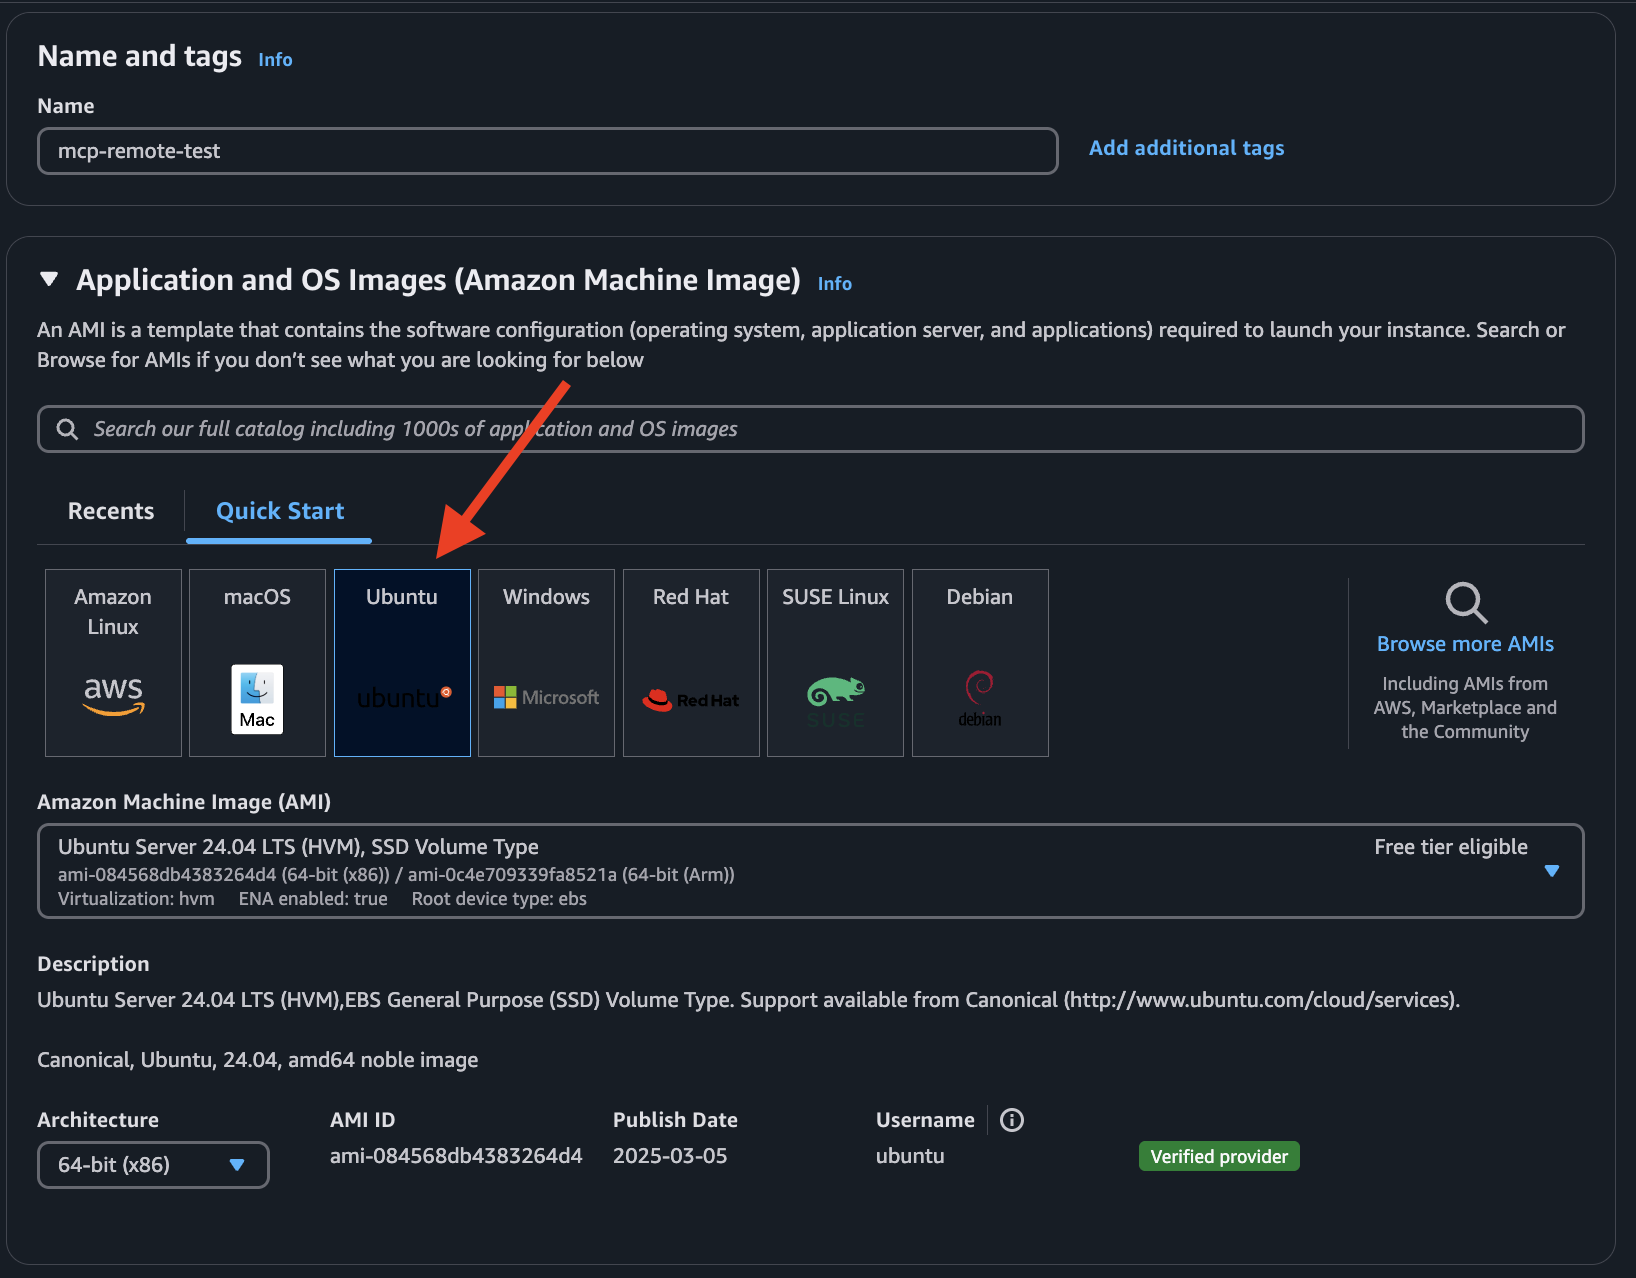 Name and tags Info
Name
mcp-remote-test
Add additional tags
Application and OS Images (Amazon Machine Image) Info
An AMI is a template that contains the software configuration (operating system, application server, and applications) required to launch your instance. Search or
Browse for AMIs if you don’t see what you are looking for below
Search our full catalog including 1000s of application and OS images
Recents
Quick Start
Amazon
Linux
aws
macOS
Mac
Ubuntu
ubuntu
Windows
Microsoft
Red Hat
Red Hat
SUSE Linux
SUSE
Debian
debian
Browse more AMIs
Including AMIs from
AWS, Marketplace and
the Community
Amazon Machine Image (AMI)
Ubuntu Server 24.04 LTS (HVM), SSD Volume Type
Free tier eligible
ami-084568db4383264d4 (64-bit (x86)) / ami-0c4e709339fa8521a (64-bit (Arm))
Virtualization: hvm ENA enabled: true Root device type: ebs
Description
Ubuntu Server 24.04 LTS (HVM),EBS General Purpose (SSD) Volume Type. Support available from Canonical (http://www.ubuntu.com/cloud/services).
Canonical, Ubuntu, 24.04, amd64 noble image
Architecture
64-bit (x86)
AMI ID
ami-084568db4383264d4
Publish Date
2025-03-05
Username
ubuntu
Verified provider